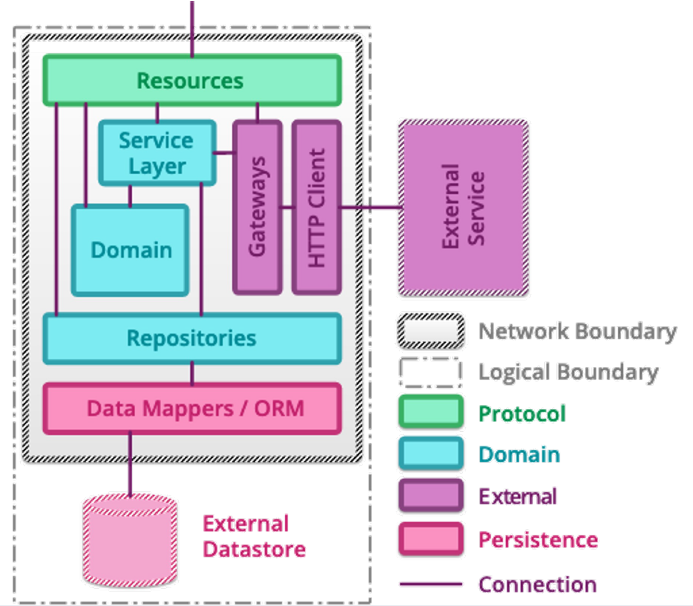 Resources
Service
Layer
Gateways
HTTP Client
External
Service
Domain
Repositories
Data Mappers / ORM
External
Datastore
Network Boundary
Logical Boundary
Protocol
Domain
External
Persistence
Connection